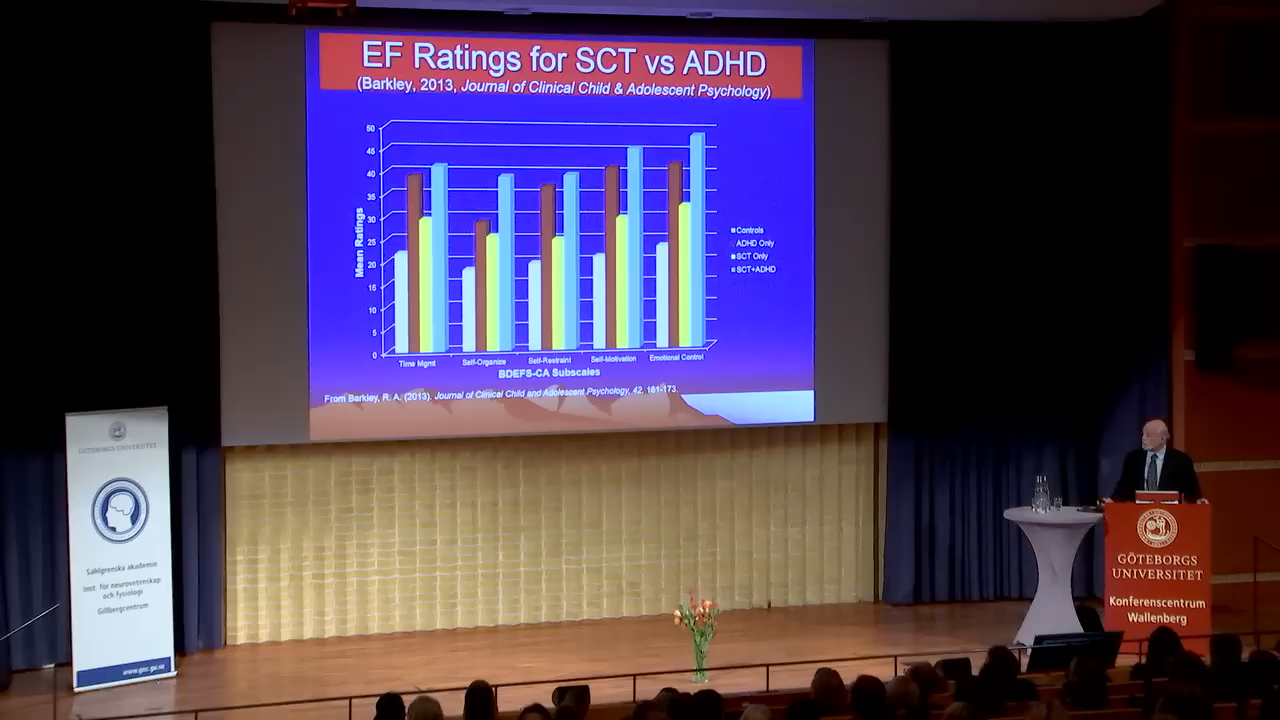 EF Ratings for SCT vs ADHD
(Barkley, 2013, Journal of Clinical Child & Adolescent Psychology)
50
45
40
35
30
25
20
15
10
5
0
Mean Ratings
Time Mgmt
Self-Organize
Self-Restraint
Self-Motivation
Emotional Control
BDEFS-CA Subscales
Controls
ADHD Only
SCT Only
SCT+ADHD
From Barkley, R. A. (2013). Journal of Clinical Child and Adolescent Psychology, 42, 161-173.
GÖTEBORGS UNIVERSITET
Sahlgrenska akademin
Inst. för neurovetenskap
och fysiologi
Gillbergcentrum
www.gnc.gu.se
GÖTEBORGS
UNIVERSITET
Konferenscentrum
Wallenberg